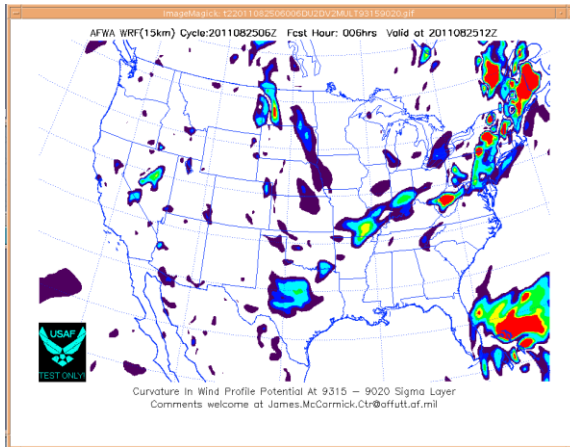 ImageMagick: f22011082506006DU2DV2MULT93159020.gif
AFWA WRF(15km) Cycle:2011082506Z Fcst Hour: 006hrs Valid at 2011082512Z
USAF
TEST ONLY!
Curvature In Wind Profile Potential At 9315 – 9020 Sigma Layer
Comments welcome at James.McCormick.Ctr@offutt.af.mil